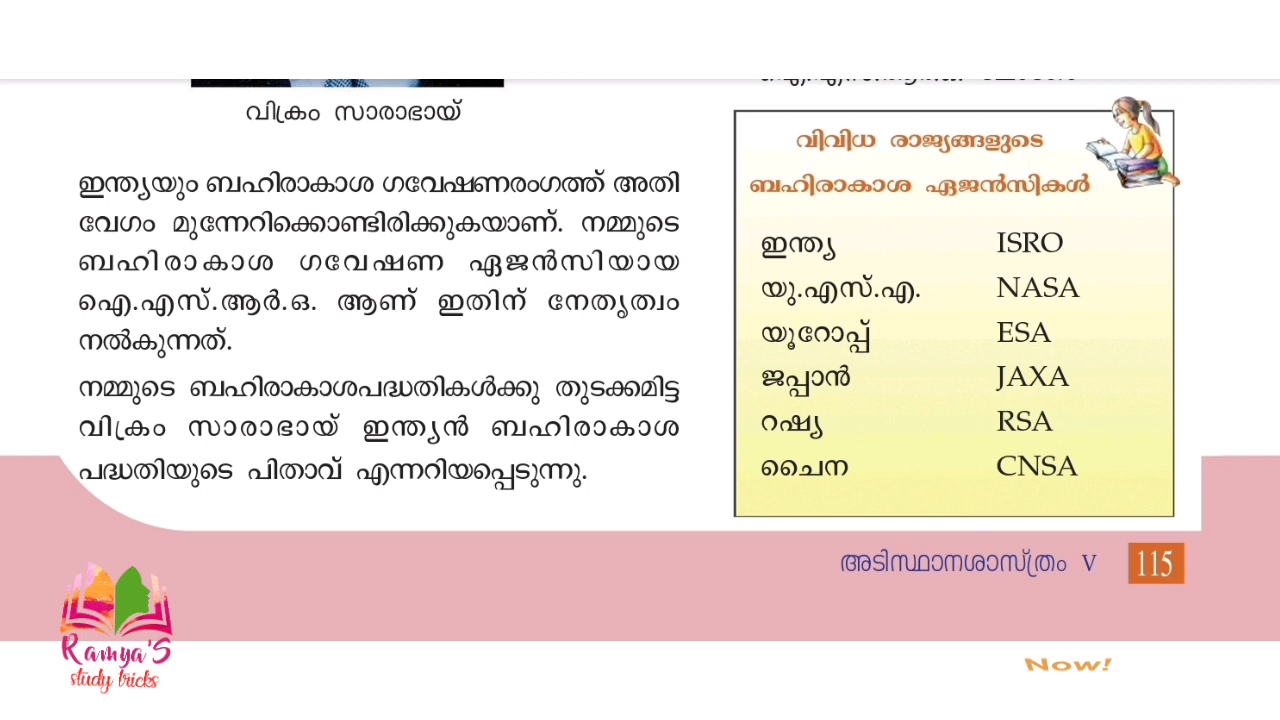 വിക്രം സാരാഭായ്
ഇന്ത്യയും ബഹിരാകാശ ഗവേഷണരംഗത്ത് അതി
വേഗം മുന്നേറിക്കൊണ്ടിരിക്കുകയാണ്. നമ്മുടെ
ബഹിരാകാശ ഗവേഷണ ഏജൻസിയായ
ഐ.എസ്.ആർ.ഒ. ആണ് ഇതിന് നേതൃത്വം
നൽകുന്നത്.
നമ്മുടെ ബഹിരാകാശപദ്ധതികൾക്കു തുടക്കമിട്ട
വിക്രം സാരാഭായ് ഇന്ത്യൻ ബഹിരാകാശ
പദ്ധതിയുടെ പിതാവ് എന്നറിയപ്പെടുന്നു.
വിവിധ രാജ്യങ്ങളുടെ
ബഹിരാകാശ ഏജൻസികൾ
ഇന്ത്യ ISRO
യു.എസ്.എ. NASA
യൂറോപ്പ് ESA
ജപ്പാൻ JAXA
റഷ്യ RSA
ചൈന CNSA
അടിസ്ഥാനശാസ്ത്രം V 115
Ramya'S
study tricks
Now!